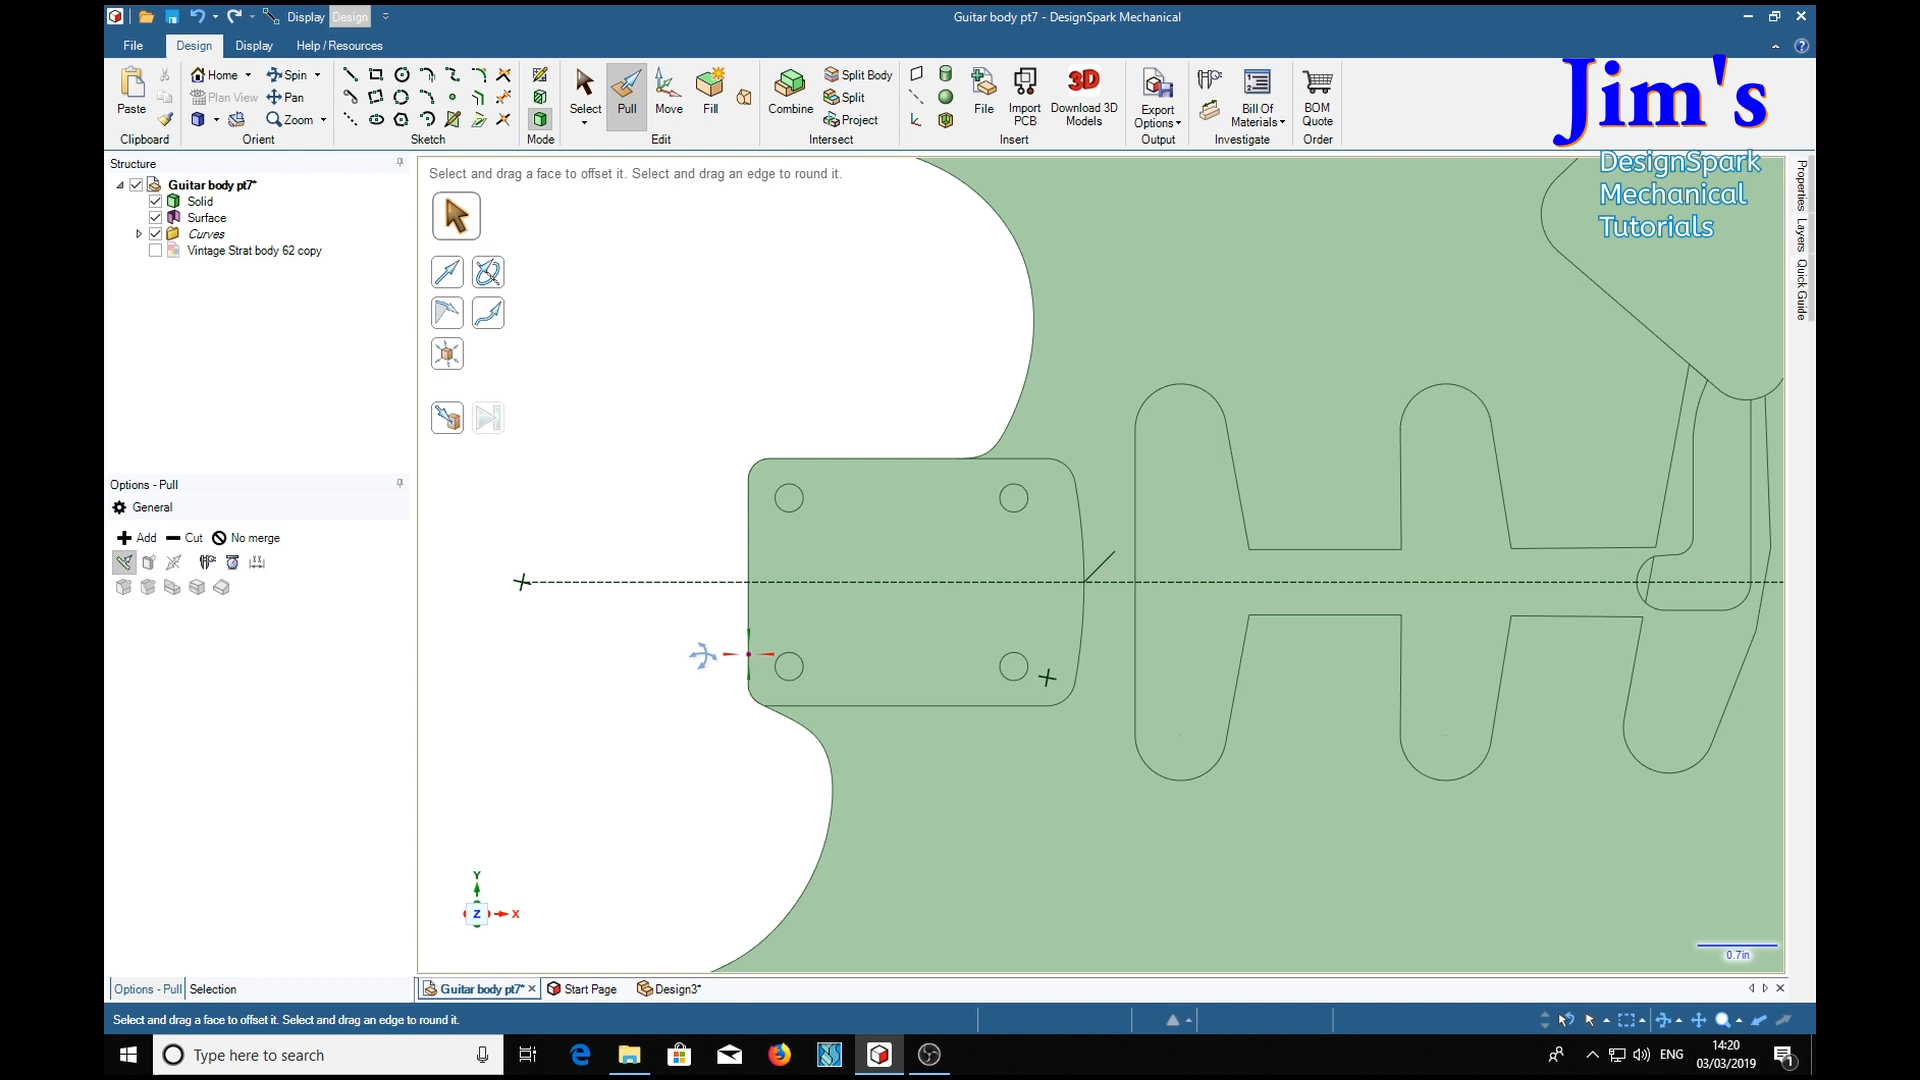 Display Design
Guitar body pt7 - DesignSpark Mechanical
File Design Display Help / Resources
Jim's
DesignSpark
Mechanical
Tutorials
Paste
Home
Plan View
Spin
Pan
Zoom
Select
Pull
Move
Fill
Combine
Split Body
Split
Project
File
Import
PCB
3D
Download 3D
Models
Export
Options
Bill Of
Materials
BOM
Quote
Clipboard Orient Sketch Mode Edit Intersect Insert Output Investigate Order
Structure
Guitar body pt7*
Solid
Surface
Curves
Vintage Strat body 62 copy
Options - Pull
General
Add Cut No merge
Select and drag a face to offset it. Select and drag an edge to round it.
Properties
Layers
Quick Guide
Y
Z
X
0.7in
Options - Pull Selection
Guitar body pt7* Start Page Design3*
Select and drag a face to offset it. Select and drag an edge to round it.
Type here to search
ENG
14:20
03/03/2019
1